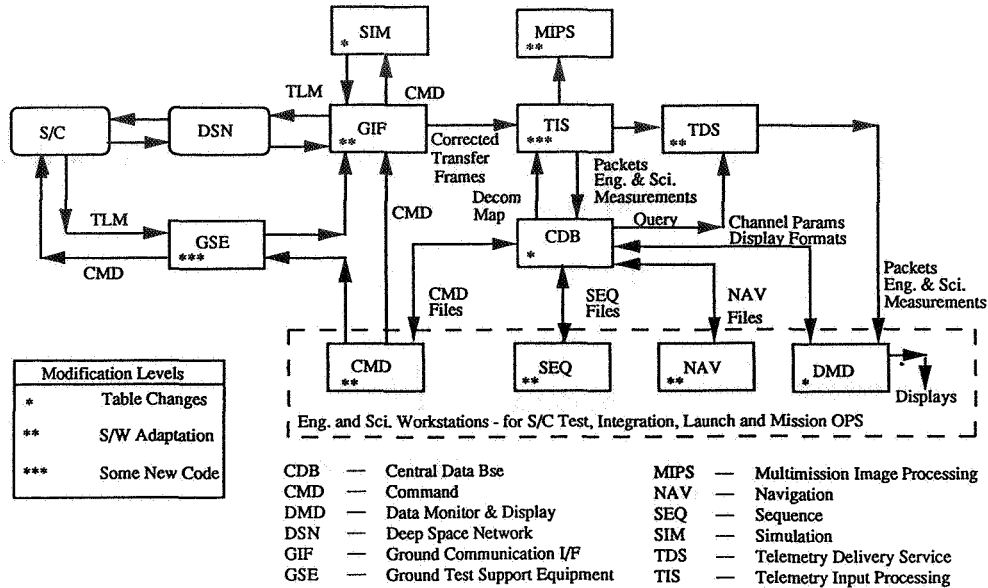 SIM
*
MIPS
**
TLM
CMD
S/C
DSN
GIF
**
Corrected
Transfer
Frames
TIS
***
TDS
**
Decom
Map
Packets
Eng. & Sci.
Measurements
CMD
TLM
GSE
***
CMD
CDB
*
Query
Channel Params
Display Formats
CMD
Files
SEQ
Files
NAV
Files
Packets
Eng. & Sci.
Measurements
CMD
**
SEQ
**
NAV
**
DMD
*
Displays
Eng. and Sci. Workstations - for S/C Test, Integration, Launch and Mission OPS
Modification Levels
* Table Changes
** S/W Adaptation
*** Some New Code
CDB — Central Data Bse
CMD — Command
DMD — Data Monitor & Display
DSN — Deep Space Network
GIF — Ground Communication I/F
GSE — Ground Test Support Equipment
MIPS — Multimission Image Processing
NAV — Navigation
SEQ — Sequence
SIM — Simulation
TDS — Telemetry Delivery Service
TIS — Telemetry Input Processing